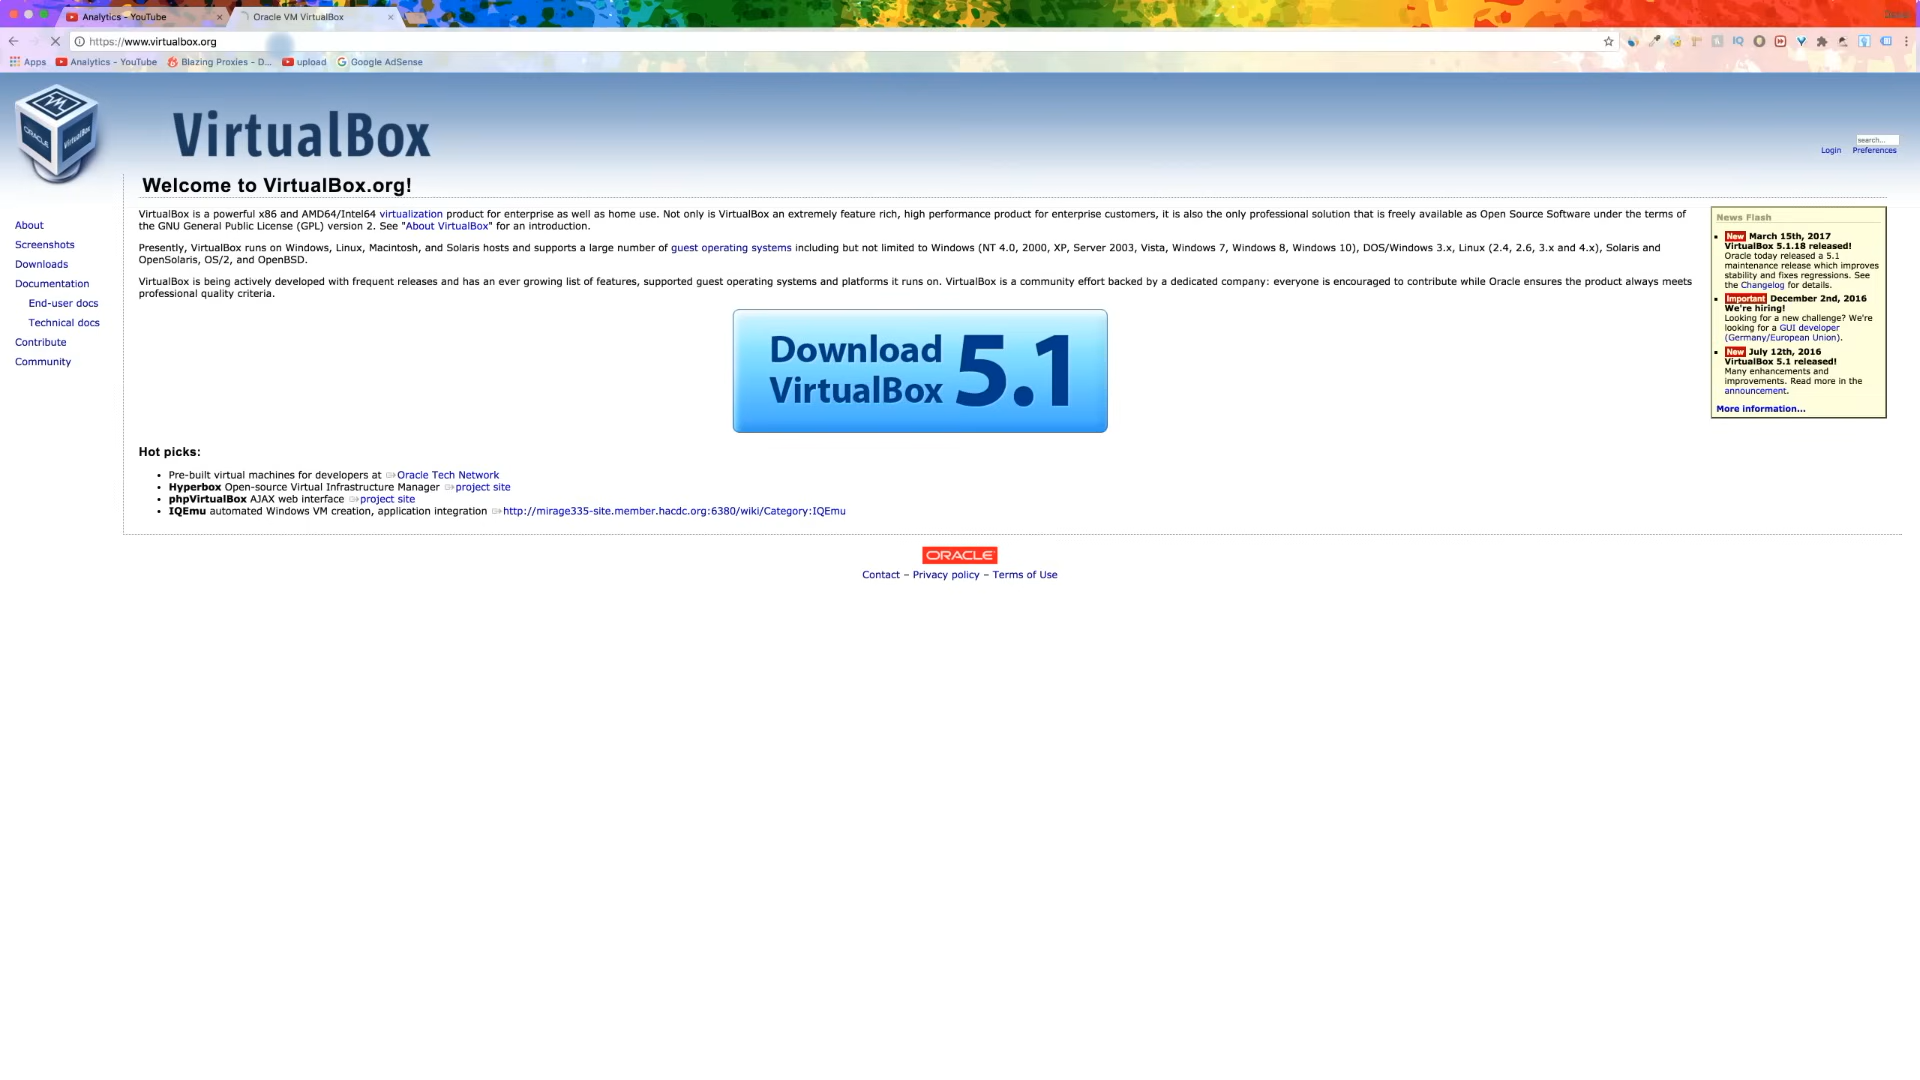 Analytics - YouTube
Oracle VM VirtualBox
https://www.virtualbox.org
Apps
Analytics - YouTube
Blazing Proxies - D...
upload
Google AdSense
VirtualBox
search...
Login Preferences
Welcome to VirtualBox.org!
About
Screenshots
Downloads
Documentation
End-user docs
Technical docs
Contribute
Community
VirtualBox is a powerful x86 and AMD64/Intel64 virtualization product for enterprise as well as home use. Not only is VirtualBox an extremely feature rich, high performance product for enterprise customers, it is also the only professional solution that is freely available as Open Source Software under the terms of
the GNU General Public License (GPL) version 2. See "About VirtualBox" for an introduction.
Presently, VirtualBox runs on Windows, Linux, Macintosh, and Solaris hosts and supports a large number of guest operating systems including but not limited to Windows (NT 4.0, 2000, XP, Server 2003, Vista, Windows 7, Windows 8, Windows 10), DOS/Windows 3.x, Linux (2.4, 2.6, 3.x and 4.x), Solaris and
OpenSolaris, OS/2, and OpenBSD.
VirtualBox is being actively developed with frequent releases and has an ever growing list of features, supported guest operating systems and platforms it runs on. VirtualBox is a community effort backed by a dedicated company: everyone is encouraged to contribute while Oracle ensures the product always meets
professional quality criteria.
Download
VirtualBox 5.1
Hot picks:
• Pre-built virtual machines for developers at Oracle Tech Network
• Hyperbox Open-source Virtual Infrastructure Manager project site
• phpVirtualBox AJAX web interface project site
• IQEmu automated Windows VM creation, application integration http://mirage335-site.member.hacdc.org:6380/wiki/Category:IQEmu
News Flash
New March 15th, 2017
VirtualBox 5.1.18 released!
Oracle today released a 5.1
maintenance release which improves
stability and fixes regressions. See
the Changelog for details.
Important December 2nd, 2016
We're hiring!
Looking for a new challenge? We're
looking for a GUI developer
(Germany/European Union).
New July 12th, 2016
VirtualBox 5.1 released!
Many enhancements and
improvements. Read more in the
announcement.
More information...
ORACLE
Contact – Privacy policy – Terms of Use